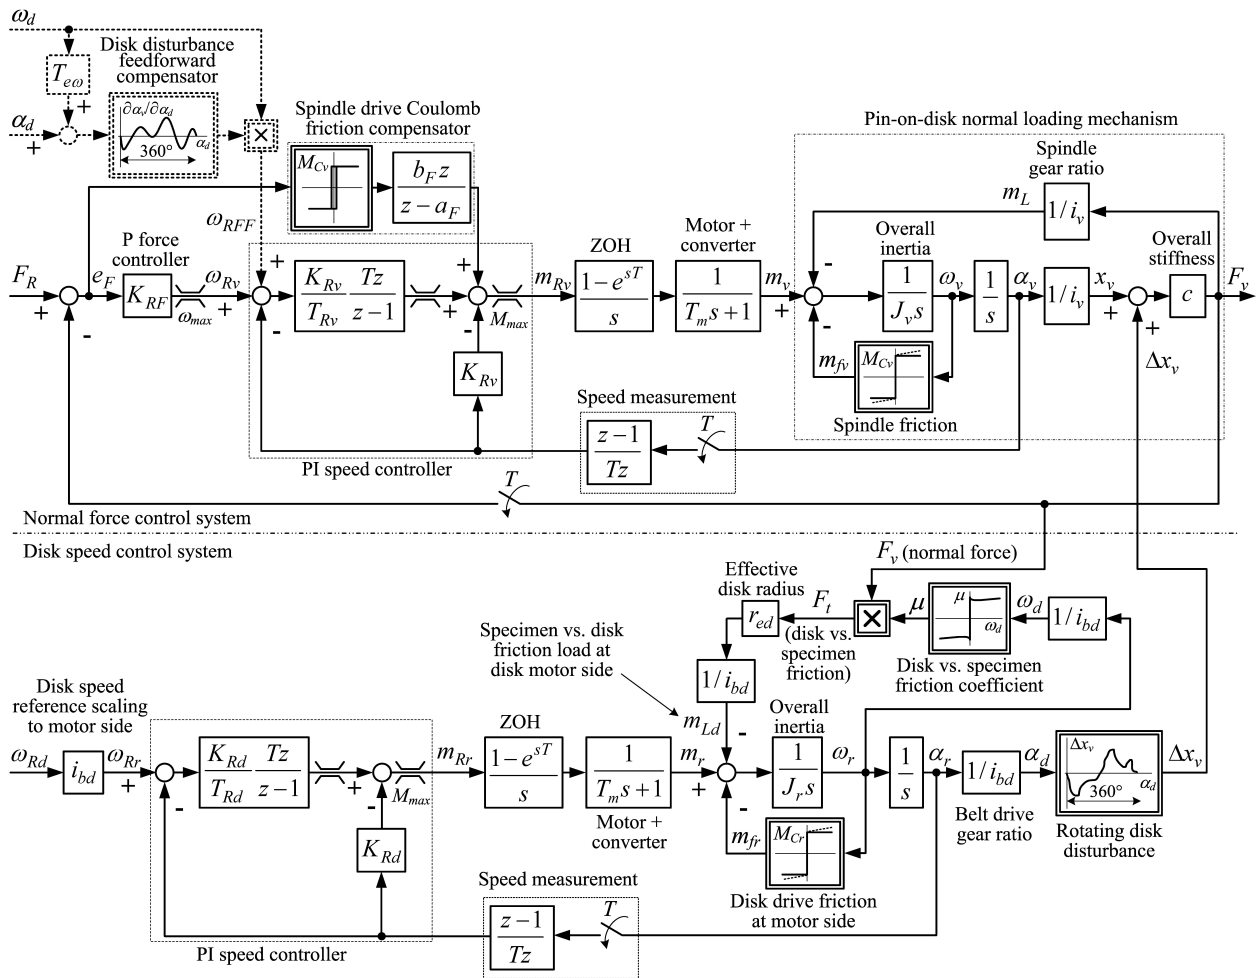 ω_d
Disk disturbance
feedforward
compensator
T_eω
+
α_d
+
∂α_v/∂α_d
α_d
360°
×
Spindle drive Coulomb
friction compensator
M_Cv
b_F z
z − a_F
ω_RFF
Pin-on-disk normal loading mechanism
Spindle
gear ratio
m_L
1/i_v
F_R
+
-
e_F
P force
controller
K_RF
ω_Rv
ω_max
+
+
-
K_Rv
T_Rv
Tz
z − 1
+
+
-
M_max
m_Rv
ZOH
1 − e^sT
s
Motor +
converter
1
T_m s + 1
m_v
+
-
-
Overall
inertia
1
J_v s
ω_v
1
s
α_v
1/i_v
x_v
+
+
Overall
stiffness
c
F_v
K_Rv
m_fv
M_Cv
Spindle friction
Δx_v
Speed measurement
z − 1
Tz
T
PI speed controller
T
Normal force control system
Disk speed control system
F_v (normal force)
Effective
disk radius
r_ed
F_t
×
μ
μ
ω_d
ω_d
1/i_bd
(disk vs.
specimen
friction)
Disk vs. specimen
friction coefficient
Specimen vs. disk
friction load at
disk motor side
1/i_bd
m_Ld
Disk speed
reference scaling
to motor side
ω_Rd
i_bd
ω_Rr
+
-
K_Rd
T_Rd
Tz
z − 1
+
-
M_max
m_Rr
ZOH
1 − e^sT
s
1
T_m s + 1
Motor +
converter
m_r
+
-
-
Overall
inertia
1
J_r s
ω_r
1
s
α_r
1/i_bd
Belt drive
gear ratio
α_d
Δx_v
α_d
360°
Δx_v
Rotating disk
disturbance
K_Rd
m_fr
M_Cr
Disk drive friction
at motor side
Speed measurement
z − 1
Tz
T
PI speed controller